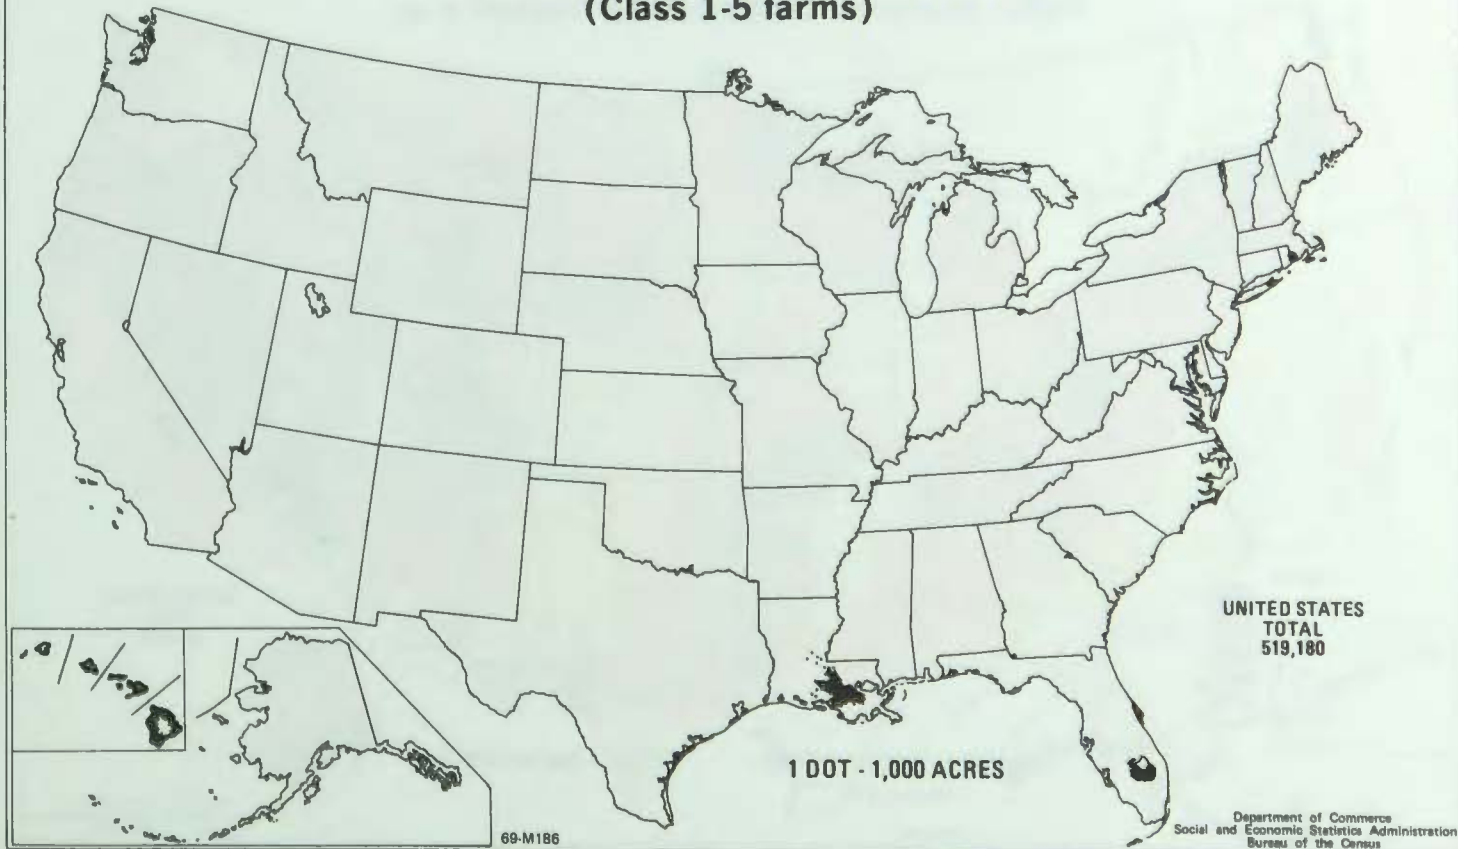 (Class 1-5 farms)
UNITED STATES
TOTAL
519,180
1 DOT - 1,000 ACRES
69-M186
Department of Commerce
Social and Economic Statistics Administration
Bureau of the Census